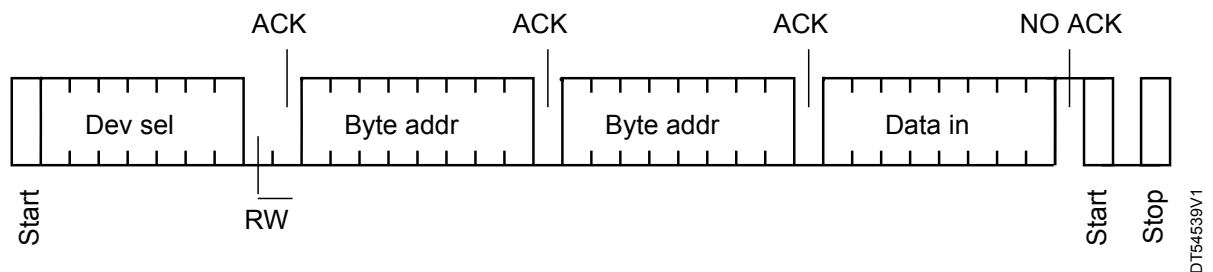 ACK ACK ACK NO ACK
Dev sel Byte addr Byte addr Data in
RW
Start Start Stop
DT54539V1